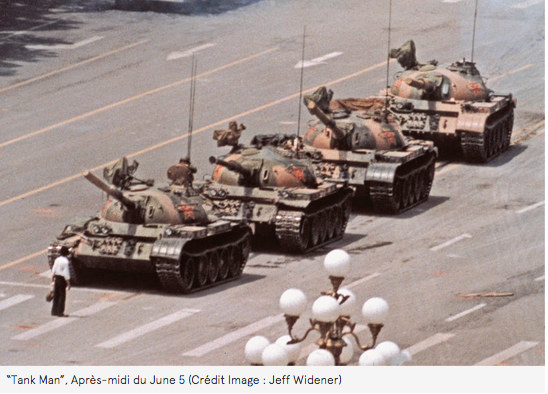 "Tank Man", Après-midi du June 5 (Crédit Image : Jeff Widener)